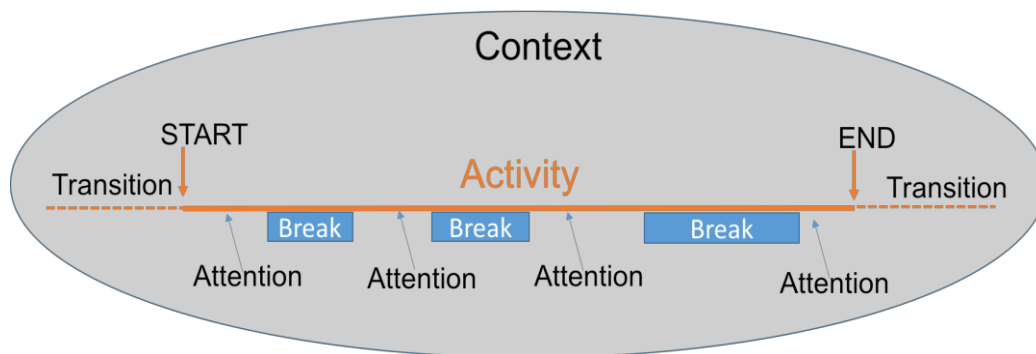 Context
START
END
Transition
Activity
Transition
Break
Break
Break
Attention
Attention
Attention
Attention